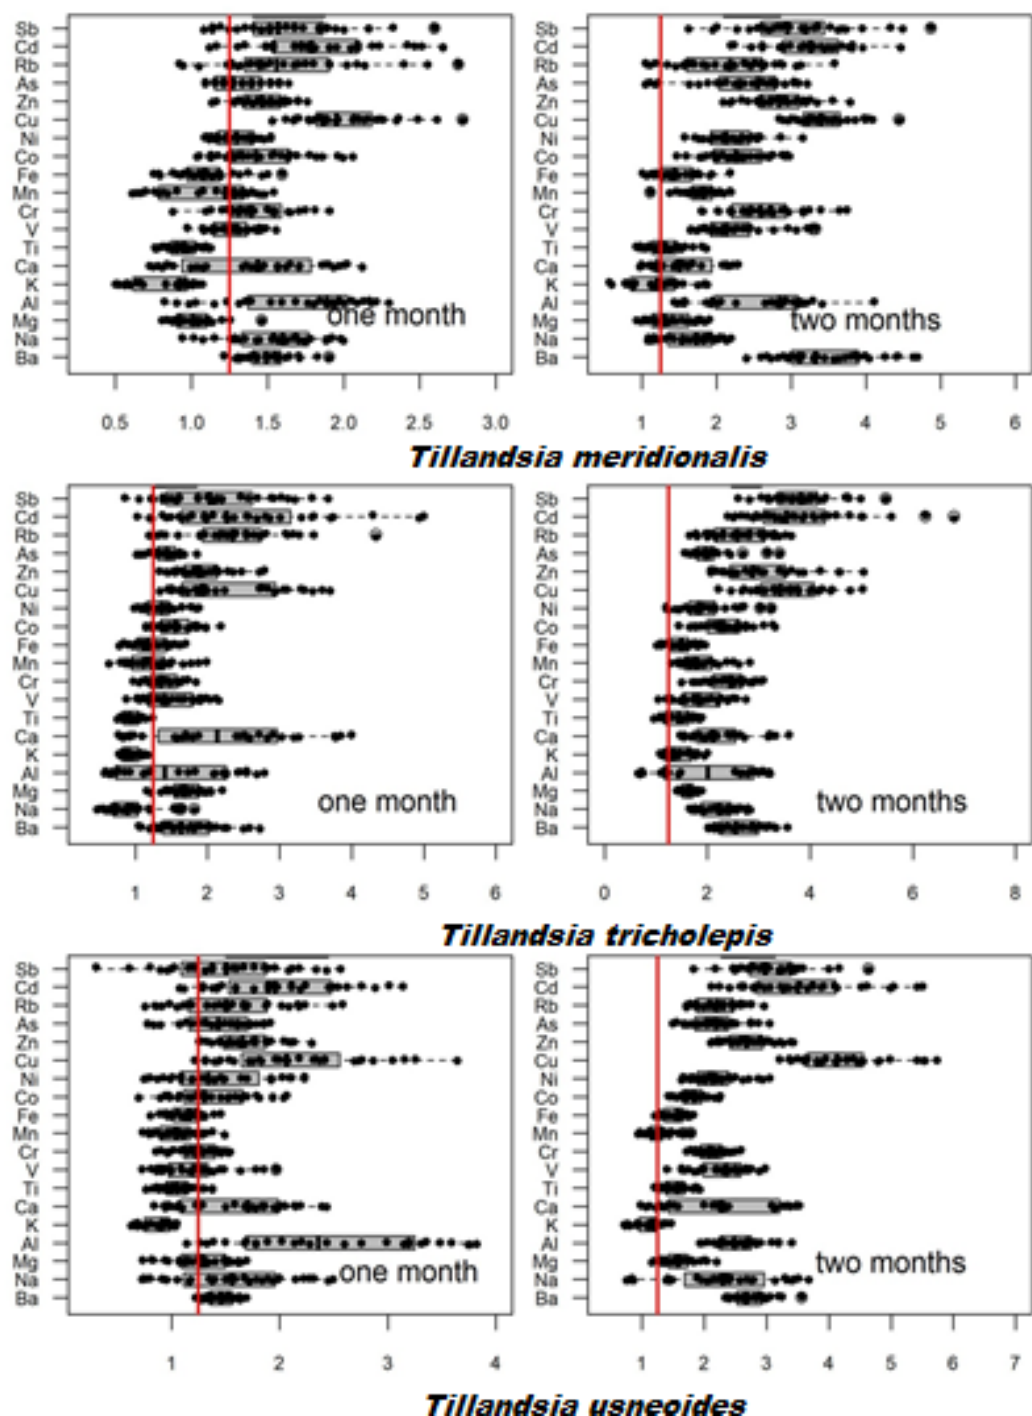 Sb
Cd
Rb
As
Zn
Cu
Ni
Co
Fe
Mn
Cr
V
Ti
Ca
K
Al
Mg
Na
Ba
one month
0.5 1.0 1.5 2.0 2.5 3.0
Sb
Cd
Rb
As
Zn
Cu
Ni
Co
Fe
Mn
Cr
V
Ti
Ca
K
Al
Mg
Na
Ba
two months
1 2 3 4 5 6
Tillandsia meridionalis
Sb
Cd
Rb
As
Zn
Cu
Ni
Co
Fe
Mn
Cr
V
Ti
Ca
K
Al
Mg
Na
Ba
one month
1 2 3 4 5 6
Sb
Cd
Rb
As
Zn
Cu
Ni
Co
Fe
Mn
Cr
V
Ti
Ca
K
Al
Mg
Na
Ba
two months
0 2 4 6 8
Tillandsia tricholepis
Sb
Cd
Rb
As
Zn
Cu
Ni
Co
Fe
Mn
Cr
V
Ti
Ca
K
Al
Mg
Na
Ba
one month
1 2 3 4
Sb
Cd
Rb
As
Zn
Cu
Ni
Co
Fe
Mn
Cr
V
Ti
Ca
K
Al
Mg
Na
Ba
two months
1 2 3 4 5 6 7
Tillandsia usneoides